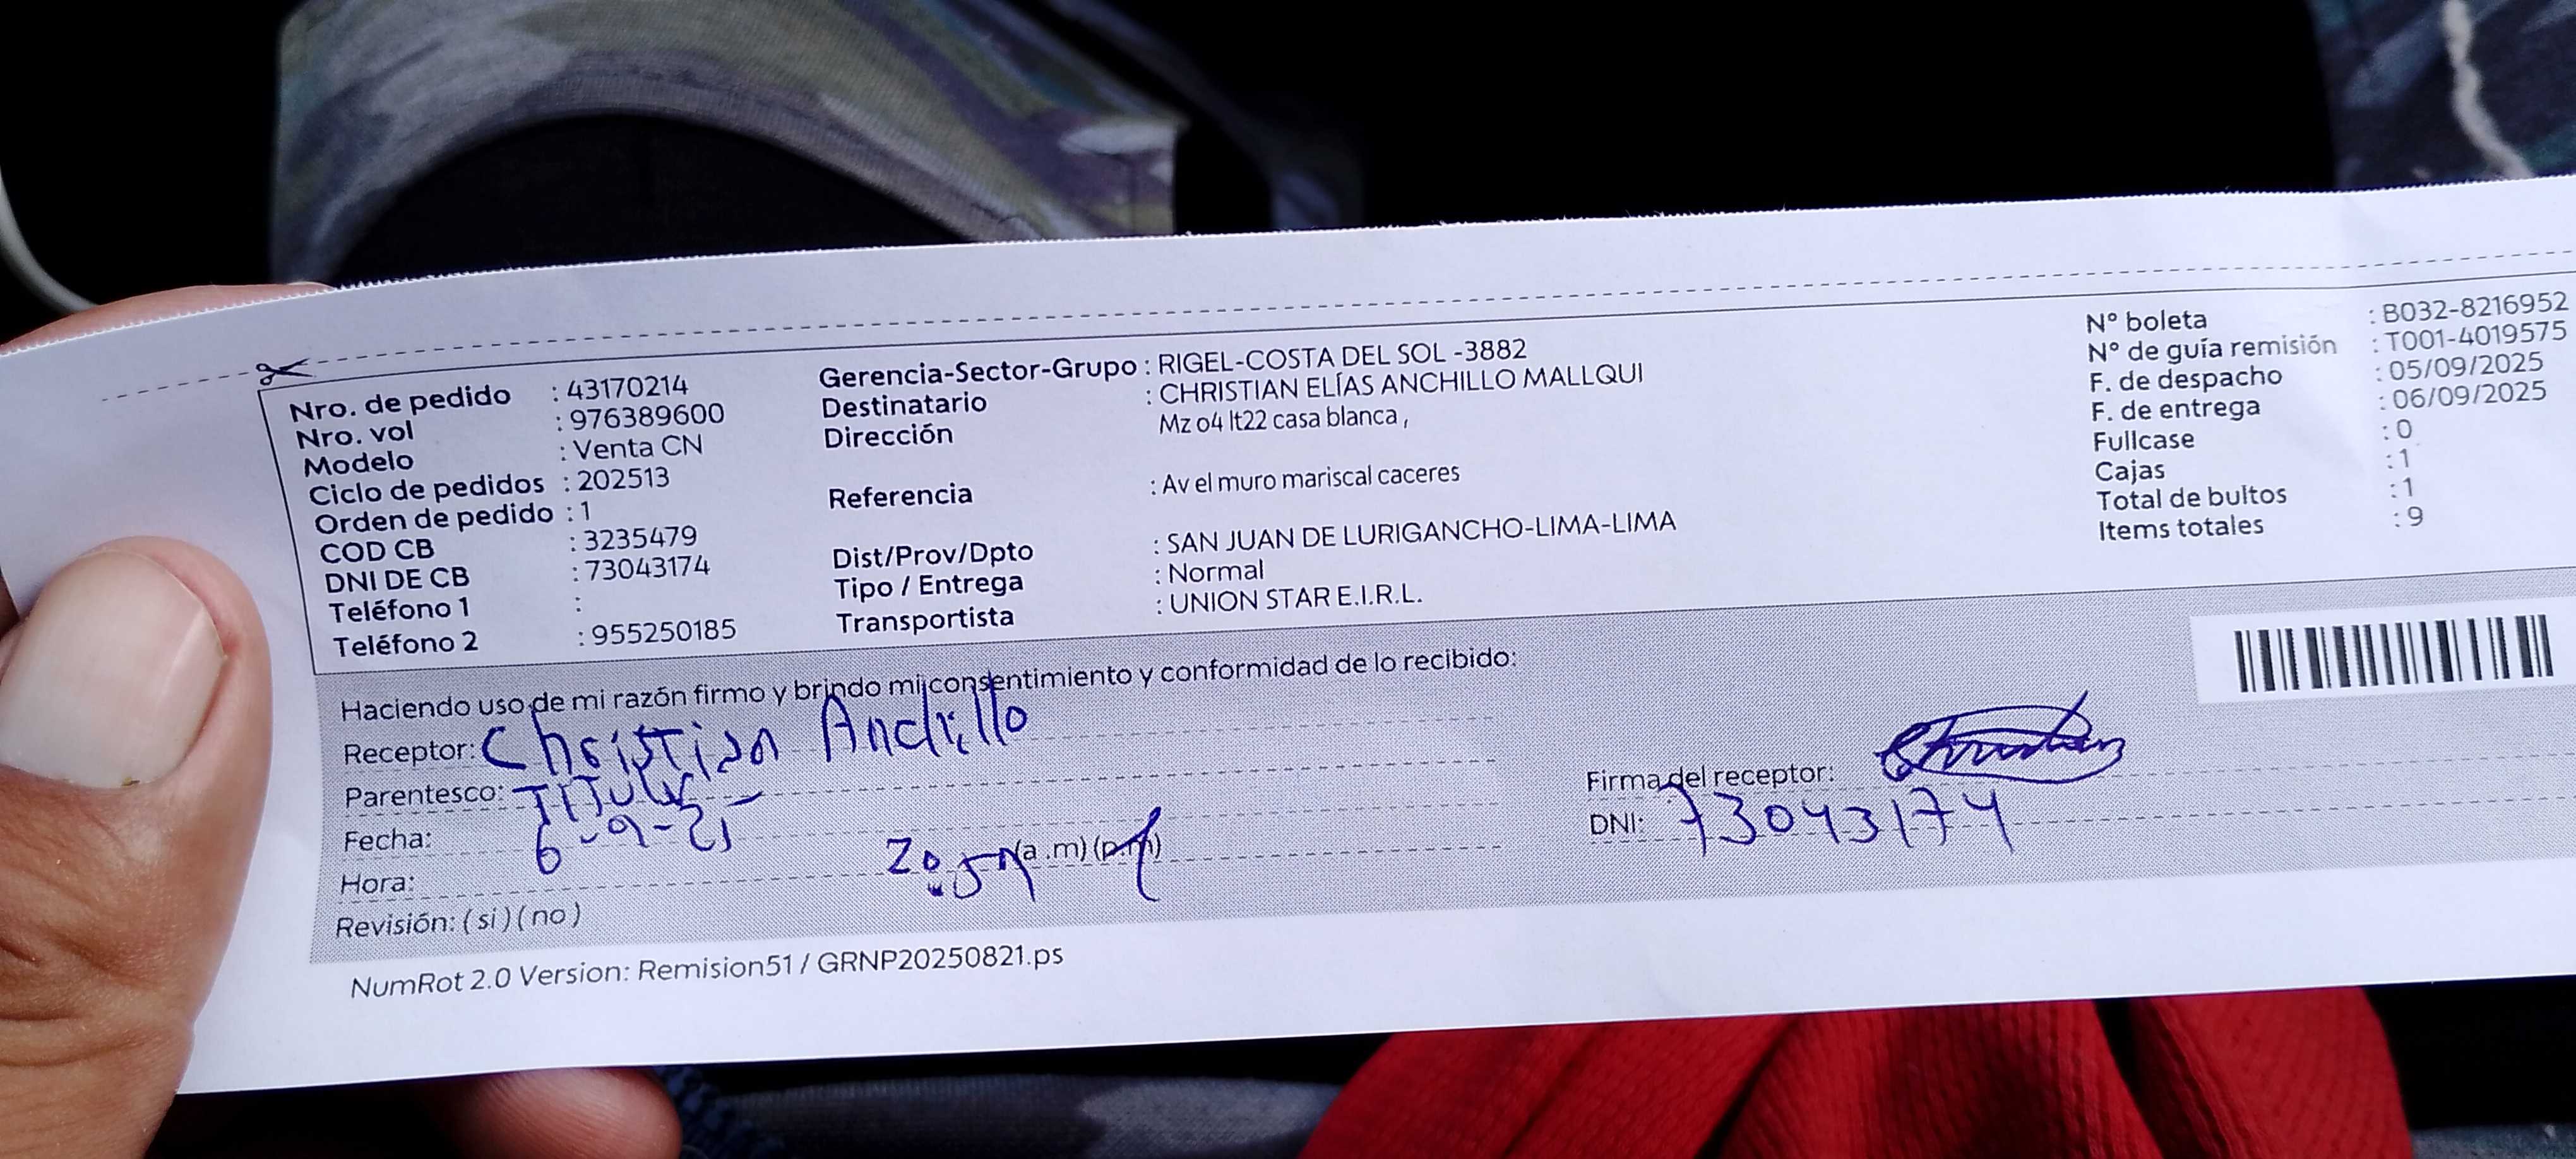 Nro. de pedido : 43170214
Nro. vol : 976389600
Modelo : Venta CN
Ciclo de pedidos : 202513
Orden de pedido : 1
COD CB : 3235479
DNI DE CB : 73043174
Teléfono 1 :
Teléfono 2 : 955250185
Gerencia-Sector-Grupo : RIGEL-COSTA DEL SOL -3882
Destinatario : CHRISTIAN ELÍAS ANCHILLO MALLQUI
Dirección Mz o4 lt22 casa blanca ,
Referencia : Av el muro mariscal caceres
Dist/Prov/Dpto : SAN JUAN DE LURIGANCHO-LIMA-LIMA
Tipo / Entrega : Normal
Transportista : UNION STAR E.I.R.L.
N° boleta : B032-8216952
N° de guía remisión : T001-4019575
F. de despacho : 05/09/2025
F. de entrega : 06/09/2025
Fullcase : 0
Cajas : 1
Total de bultos : 1
Items totales : 9
Haciendo uso de mi razón firmo y brindo mi consentimiento y conformidad de lo recibido:
Receptor: Christian Anchillo
Parentesco: Titular
Fecha: 6-9-25
Hora: (a.m) (p.m)
Revisión: ( si ) ( no )
Firma del receptor: Christian
DNI: 73043174
NumRot 2.0 Version: Remision51 / GRNP20250821.ps